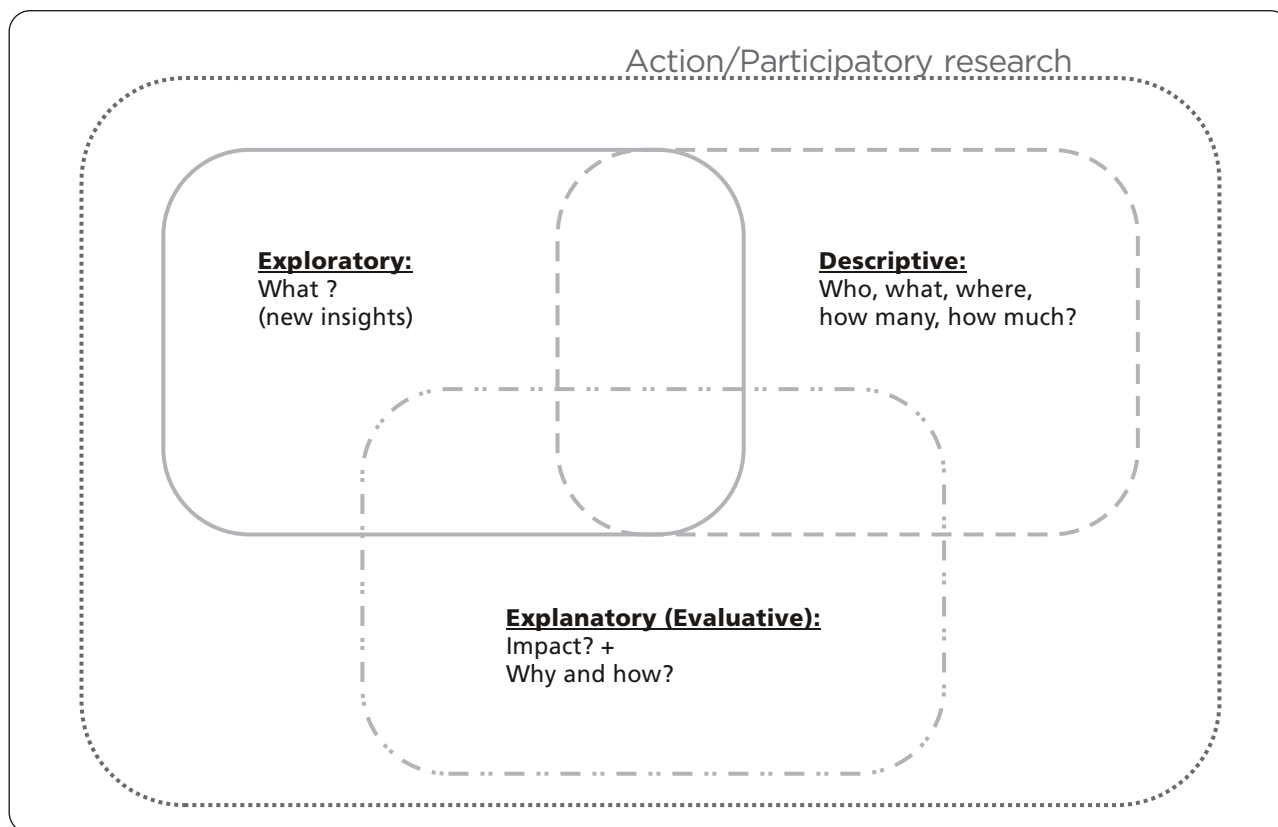 Action/Participatory research
Exploratory:
What ?
(new insights)
Descriptive:
Who, what, where,
how many, how much?
Explanatory (Evaluative):
Impact? +
Why and how?